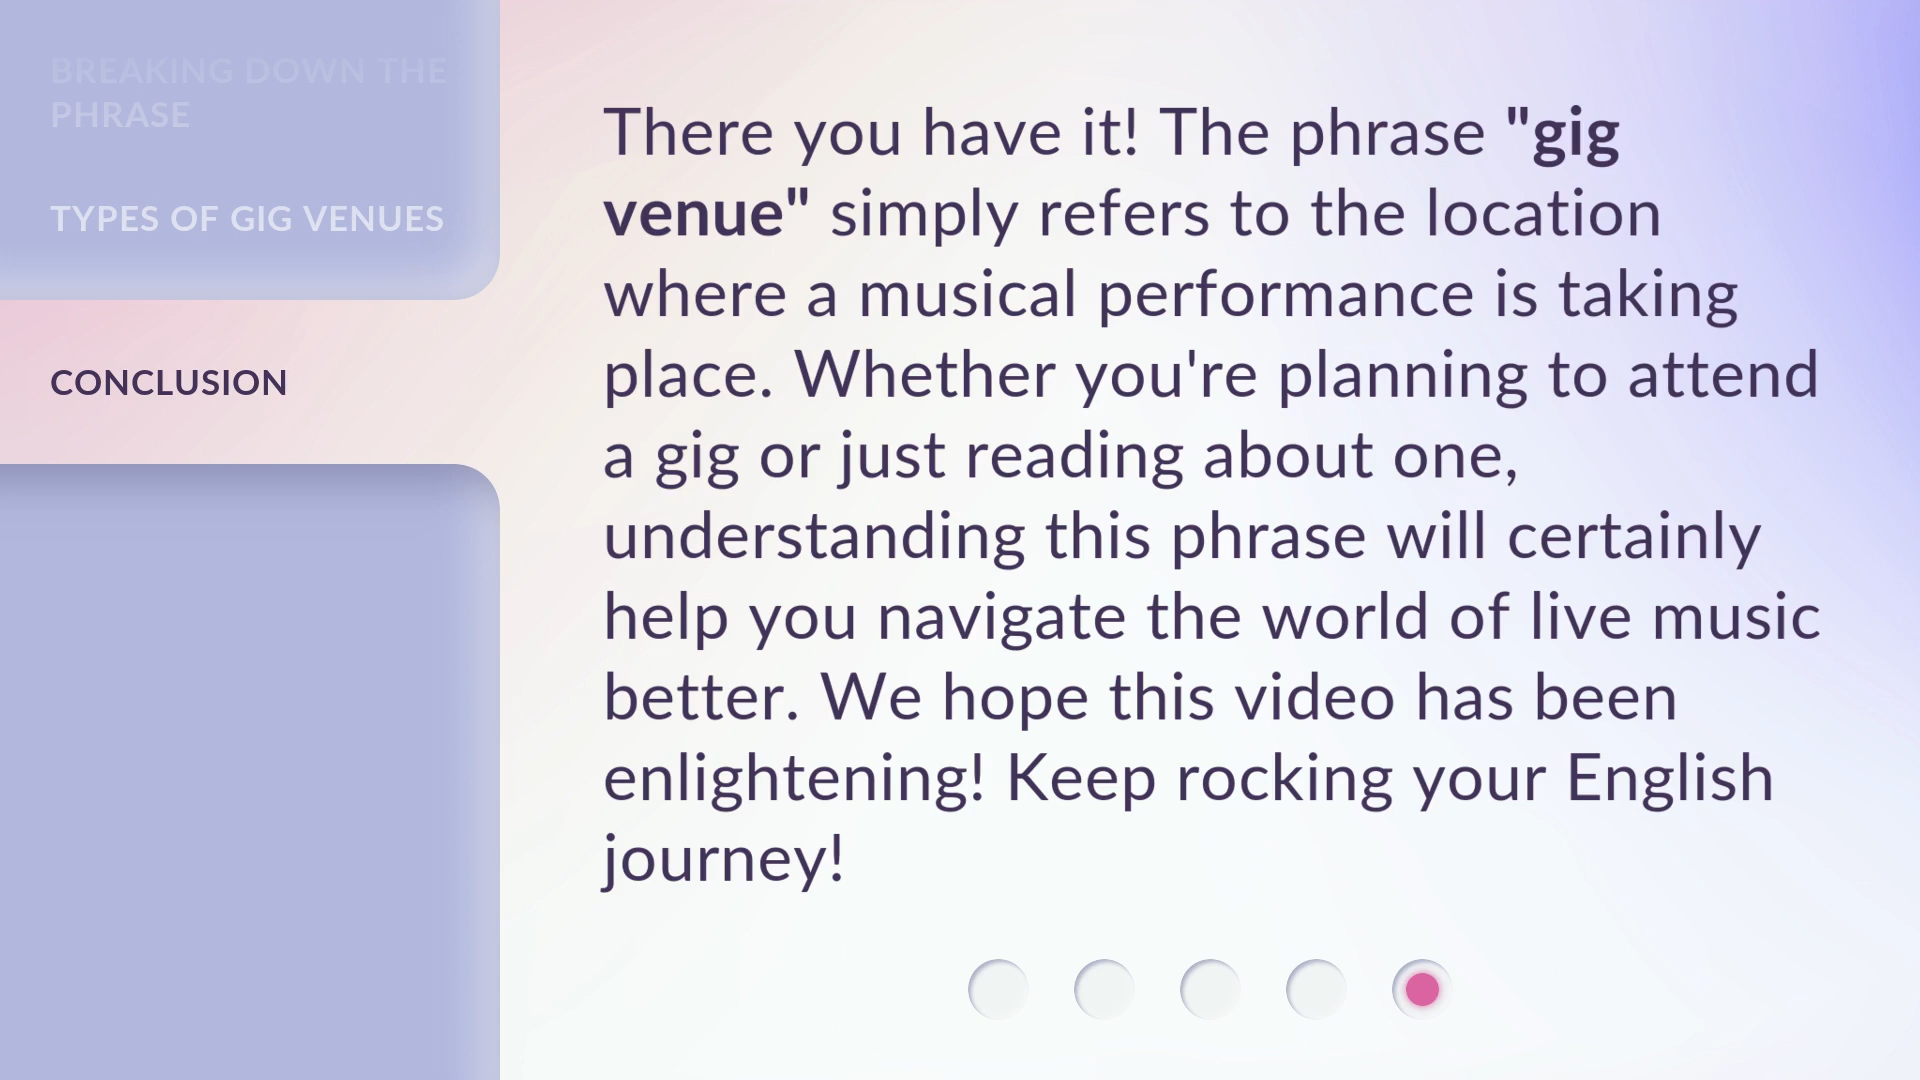 BREAKING DOWN THE
PHRASE
TYPES OF GIG VENUES
CONCLUSION
There you have it! The phrase "gig
venue" simply refers to the location
where a musical performance is taking
place. Whether you're planning to attend
a gig or just reading about one,
understanding this phrase will certainly
help you navigate the world of live music
better. We hope this video has been
enlightening! Keep rocking your English
journey!